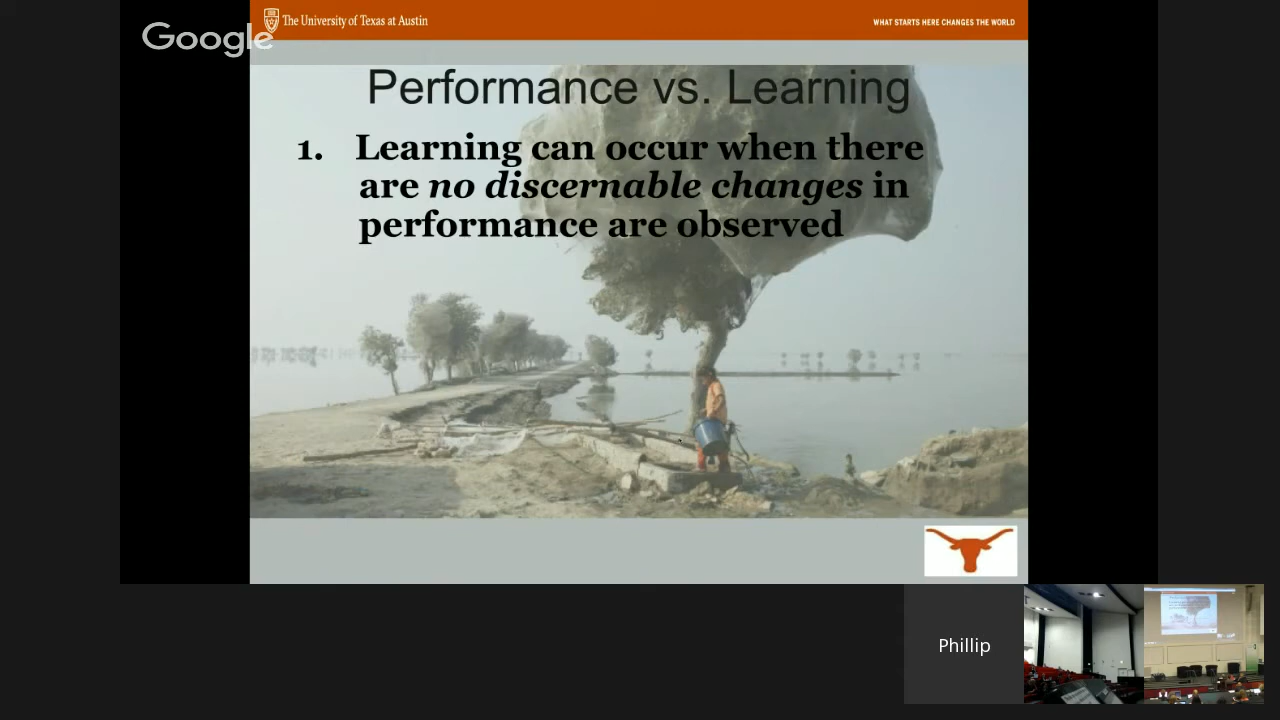 Google
The University of Texas at Austin
WHAT STARTS HERE CHANGES THE WORLD
Performance vs. Learning
1. Learning can occur when there
are no discernable changes in
performance are observed
Phillip